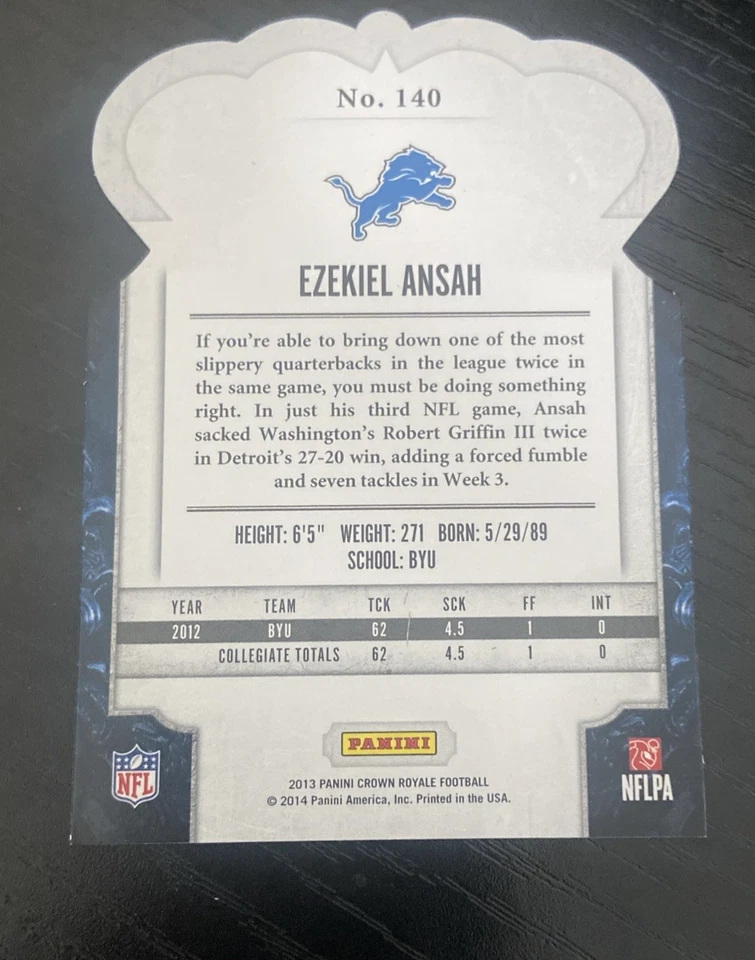 No. 140
EZEKIEL ANSAH
If you're able to bring down one of the most
slippery quarterbacks in the league twice in
the same game, you must be doing something
right. In just his third NFL game, Ansah
sacked Washington's Robert Griffin III twice
in Detroit's 27-20 win, adding a forced fumble
and seven tackles in Week 3.
HEIGHT: 6'5" WEIGHT: 271 BORN: 5/29/89
SCHOOL: BYU
YEAR TEAM TCK SCK FF INT
2012 BYU 62 4.5 1 0
COLLEGIATE TOTALS 62 4.5 1 0
PANINI
NFL
NFLPA
2013 PANINI CROWN ROYALE FOOTBALL
© 2014 Panini America, Inc. Printed in the USA.